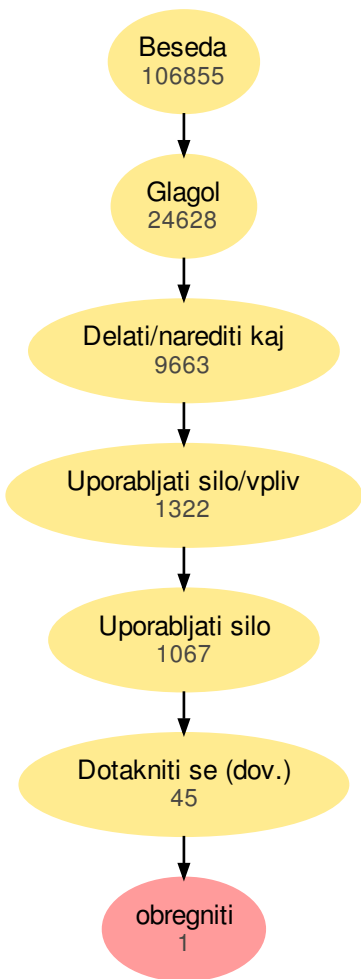 Beseda
106855
Glagol
24628
Delati/narediti kaj
9663
Uporabljati silo/vpliv
1322
Uporabljati silo
1067
Dotakniti se (dov.)
45
obregniti
1